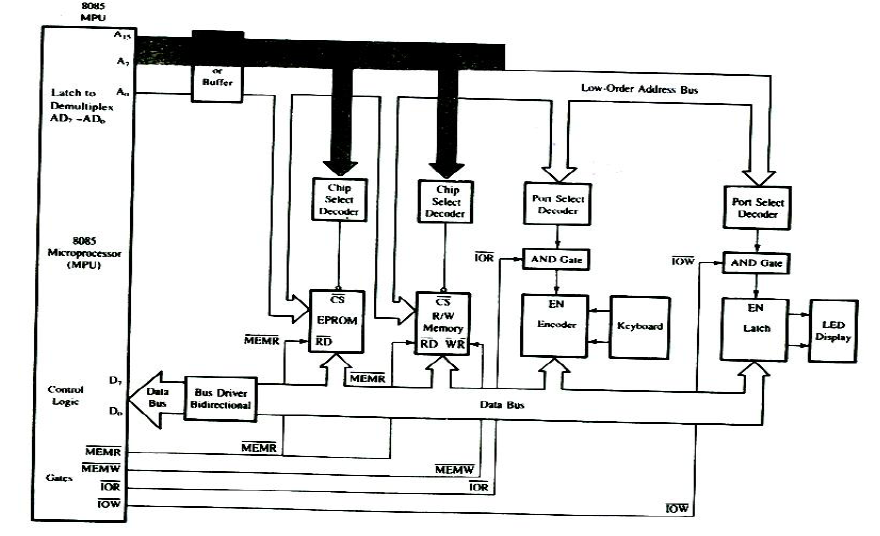 8085
MPU
A15
A7
or
Buffer
A0
Latch to
Demultiplex
AD7 –AD0
Low-Order Address Bus
Chip
Select
Decoder
Chip
Select
Decoder
Port Select
Decoder
Port Select
Decoder
8085
Microprocessor
(MPU)
IOR
AND Gate
IOW
AND Gate
CS
EPROM
RD
CS
R/W
Memory
RD WR
EN
Encoder
Keyboard
EN
Latch
LED
Display
MEMR
MEMR
Control
Logic
D7
D0
Data
Bus
Bus Driver
Bidirectional
Data Bus
MEMR
MEMR
MEMW
MEMW
Gates
IOR
IOR
IOW
IOW